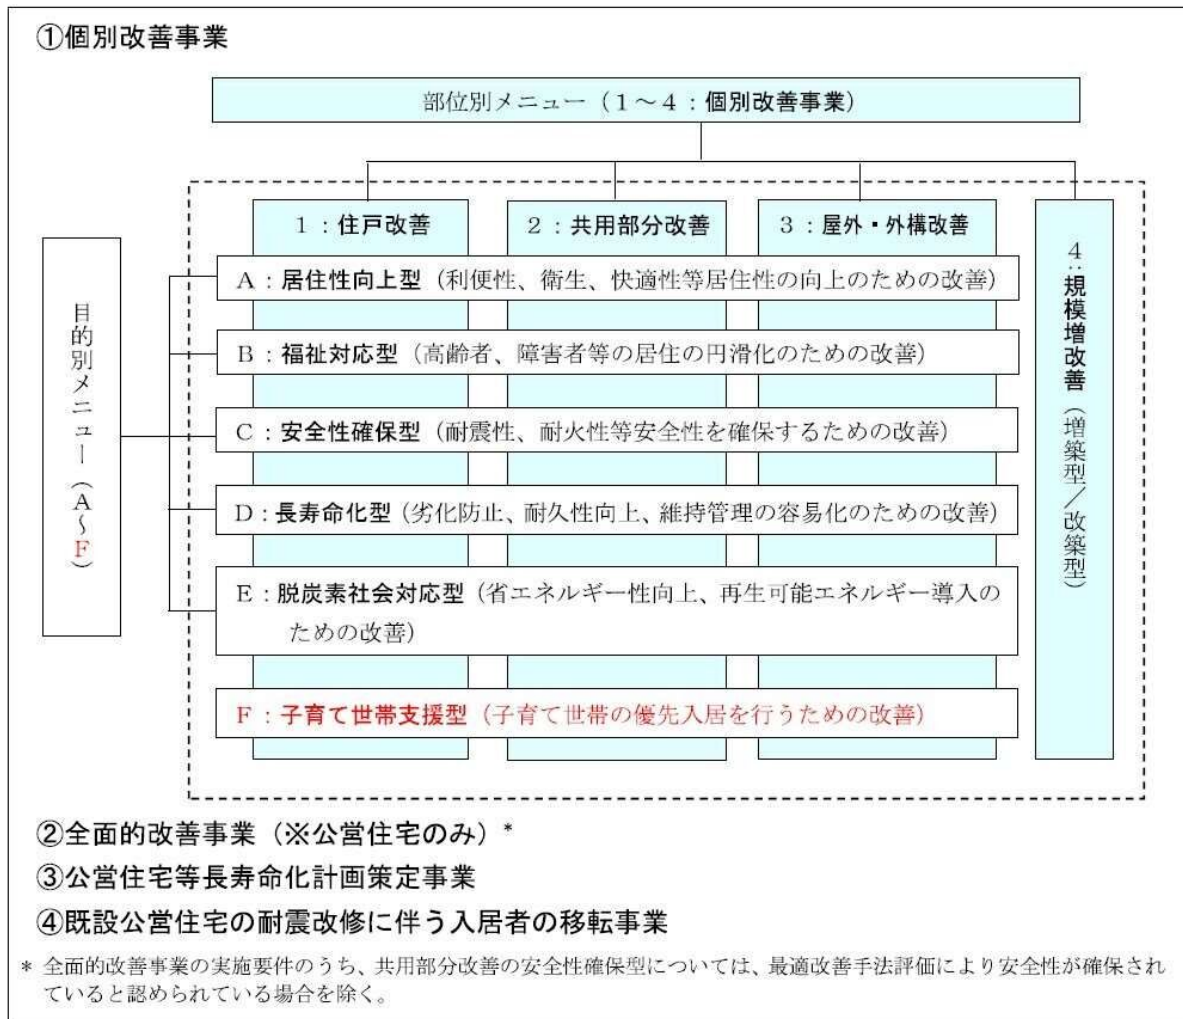 ①個別改善事業
部位別メニュー（１～４：個別改善事業）
１：住戸改善
２：共用部分改善
３：屋外・外構改善
４：規模増改善（増築型／改築型）
目的別メニュー（Ａ～Ｆ）
Ａ：居住性向上型（利便性、衛生、快適性等居住性の向上のための改善）
Ｂ：福祉対応型（高齢者、障害者等の居住の円滑化のための改善）
Ｃ：安全性確保型（耐震性、耐火性等安全性を確保するための改善）
Ｄ：長寿命化型（劣化防止、耐久性向上、維持管理の容易化のための改善）
Ｅ：脱炭素社会対応型（省エネルギー性向上、再生可能エネルギー導入の
ための改善）
Ｆ：子育て世帯支援型（子育て世帯の優先入居を行うための改善）
②全面的改善事業（※公営住宅のみ）*
③公営住宅等長寿命化計画策定事業
④既設公営住宅の耐震改修に伴う入居者の移転事業
* 全面的改善事業の実施要件のうち、共用部分改善の安全性確保型については、最適改善手法評価により安全性が確保され
ていると認められている場合を除く。